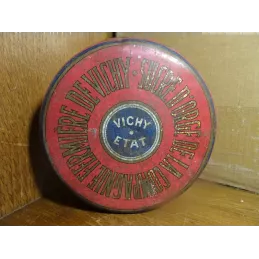 SUCRE D'ORGE DE LA COMPAGNIE FERMIERE DE VICHY
VICHY
ETAT